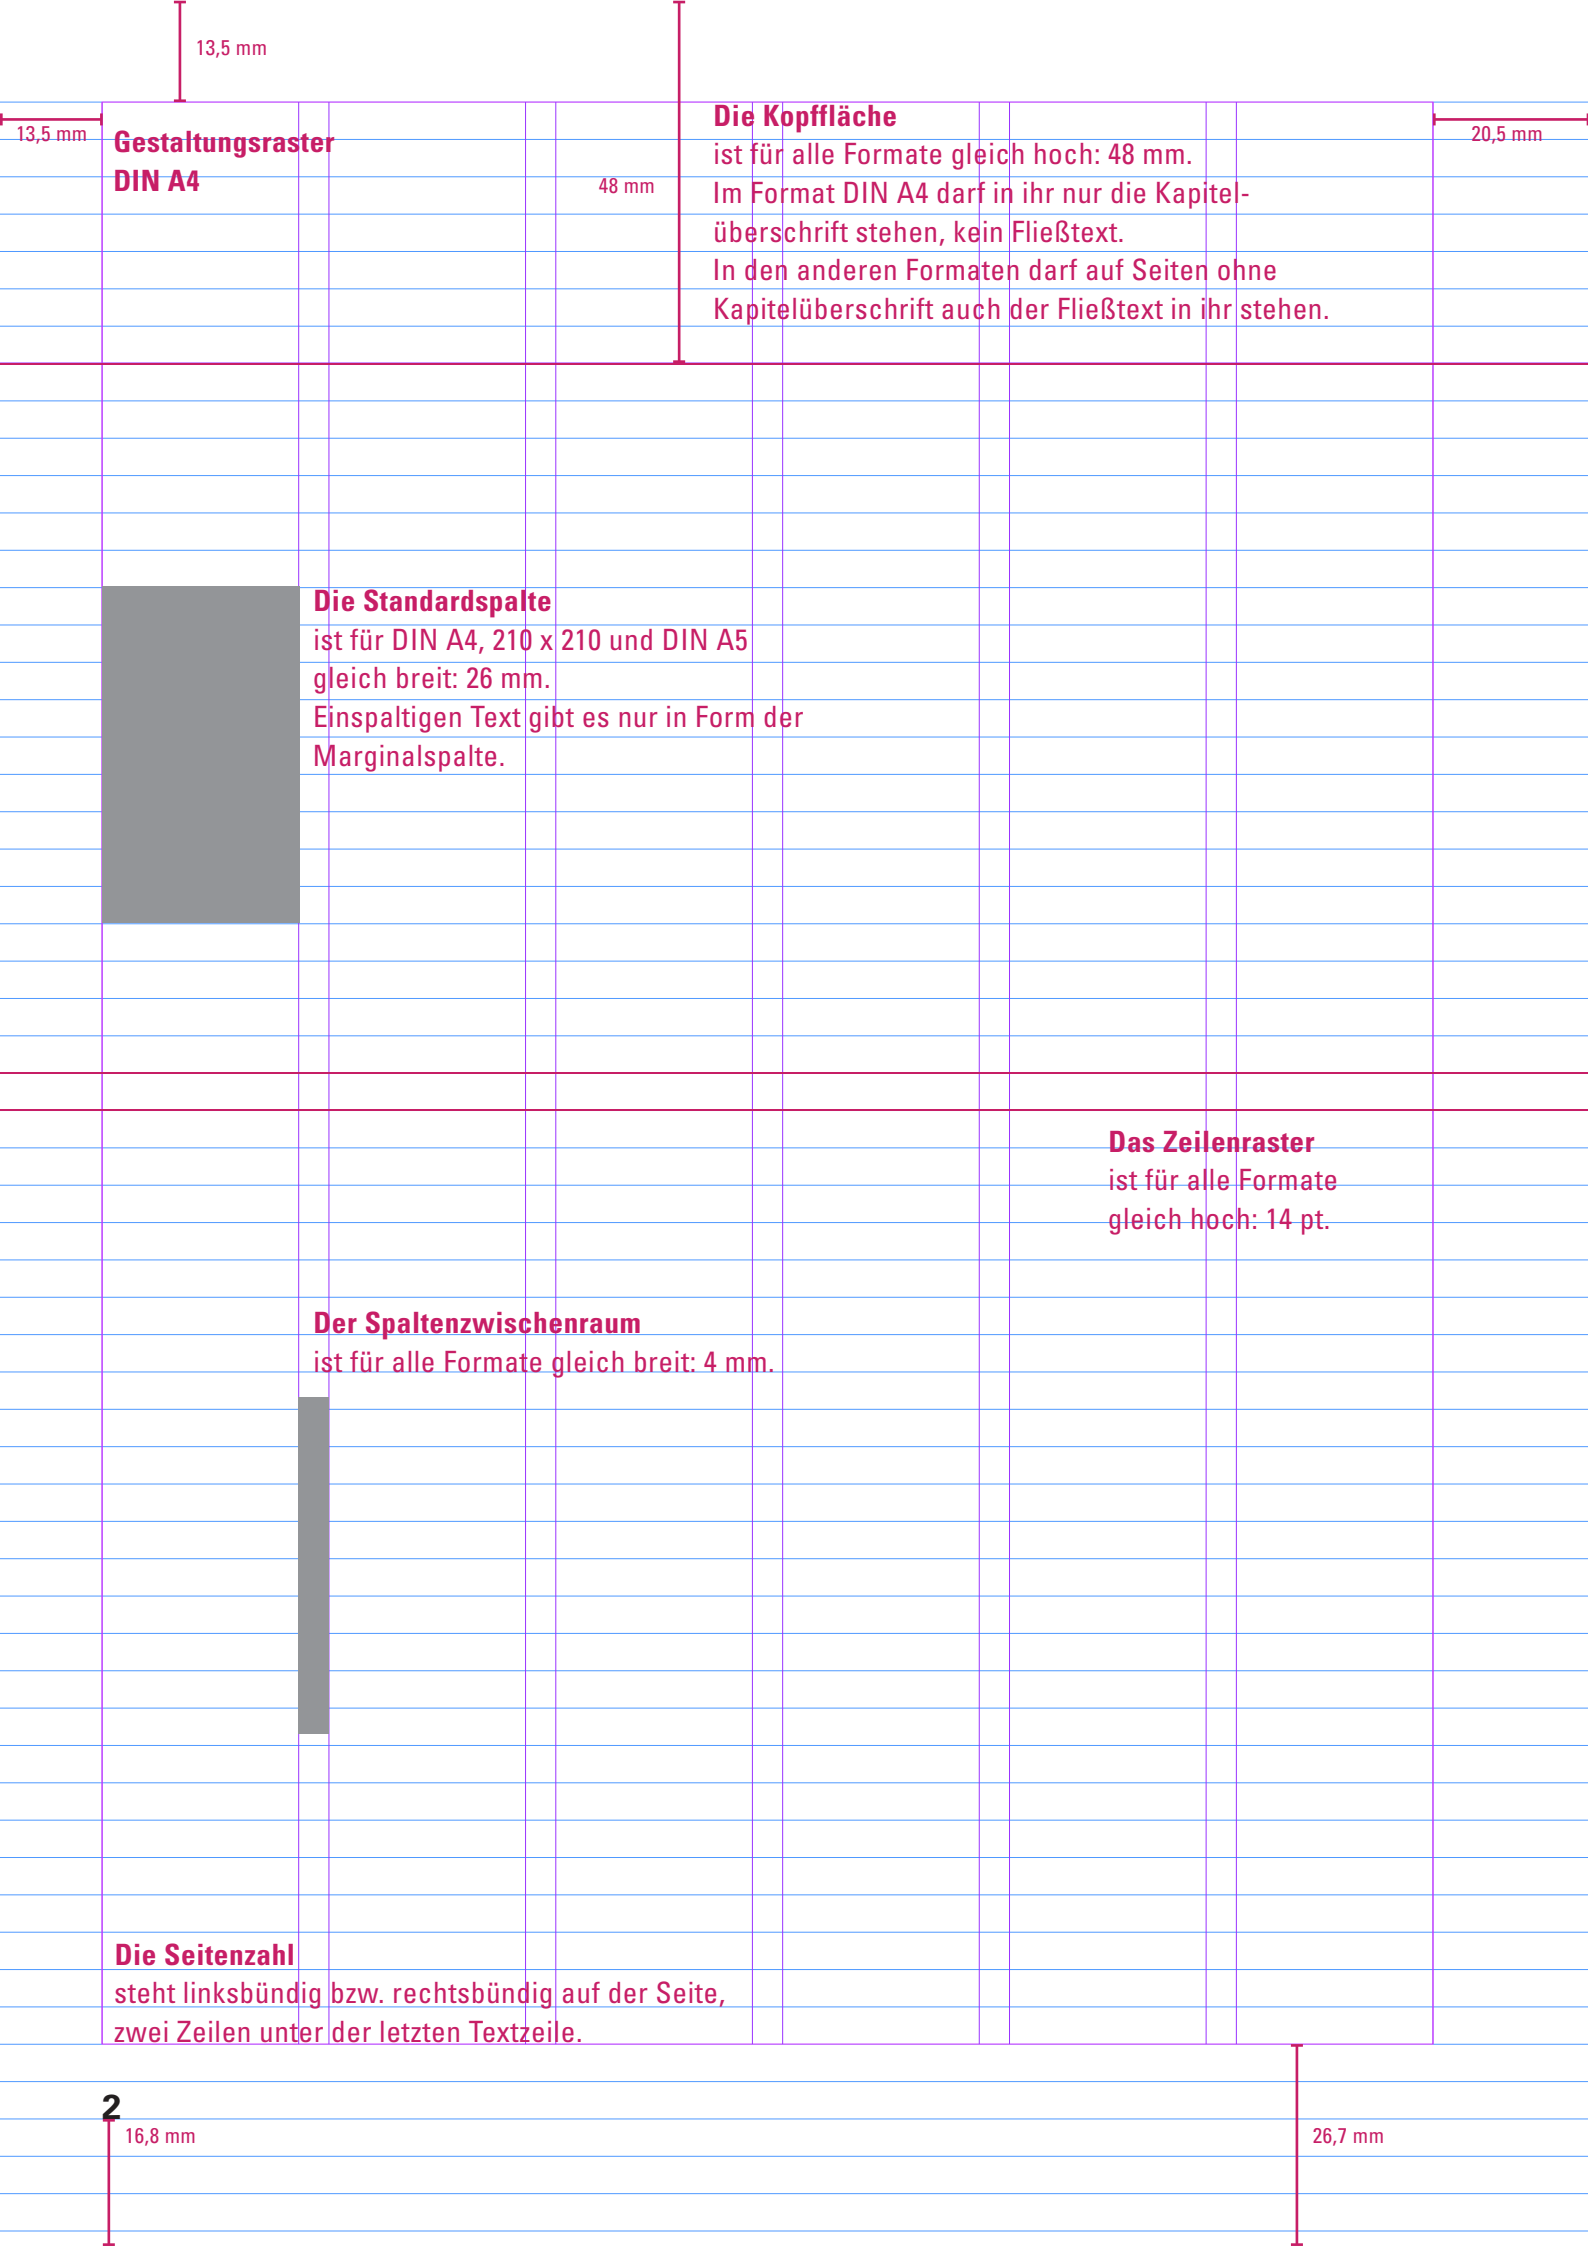 13,5 mm
13,5 mm
Gestaltungsraster
DIN A4
48 mm
Die Kopffläche
ist für alle Formate gleich hoch: 48 mm.
Im Format DIN A4 darf in ihr nur die Kapitel-
überschrift stehen, kein Fließtext.
In den anderen Formaten darf auf Seiten ohne
Kapitelüberschrift auch der Fließtext in ihr stehen.
20,5 mm
Die Standardspalte
ist für DIN A4, 210 x 210 und DIN A5
gleich breit: 26 mm.
Einspaltigen Text gibt es nur in Form der
Marginalspalte.
Das Zeilenraster
ist für alle Formate
gleich hoch: 14 pt.
Der Spaltenzwischenraum
ist für alle Formate gleich breit: 4 mm.
Die Seitenzahl
steht linksbündig bzw. rechtsbündig auf der Seite,
zwei Zeilen unter der letzten Textzeile.
2
16,8 mm
26,7 mm